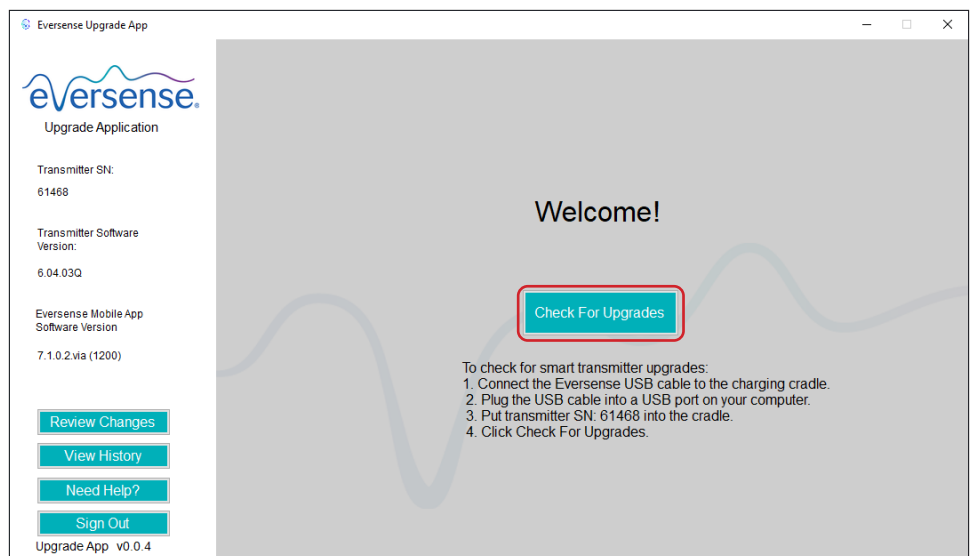 Eversense Upgrade App
eversense®
Upgrade Application
Transmitter SN:
61468
Transmitter Software
Version:
6.04.03Q
Eversense Mobile App
Software Version
7.1.0.2.via (1200)
Review Changes
View History
Need Help?
Sign Out
Upgrade App v0.0.4
Welcome!
Check For Upgrades
To check for smart transmitter upgrades:
1. Connect the Eversense USB cable to the charging cradle.
2. Plug the USB cable into a USB port on your computer.
3. Put transmitter SN: 61468 into the cradle.
4. Click Check For Upgrades.